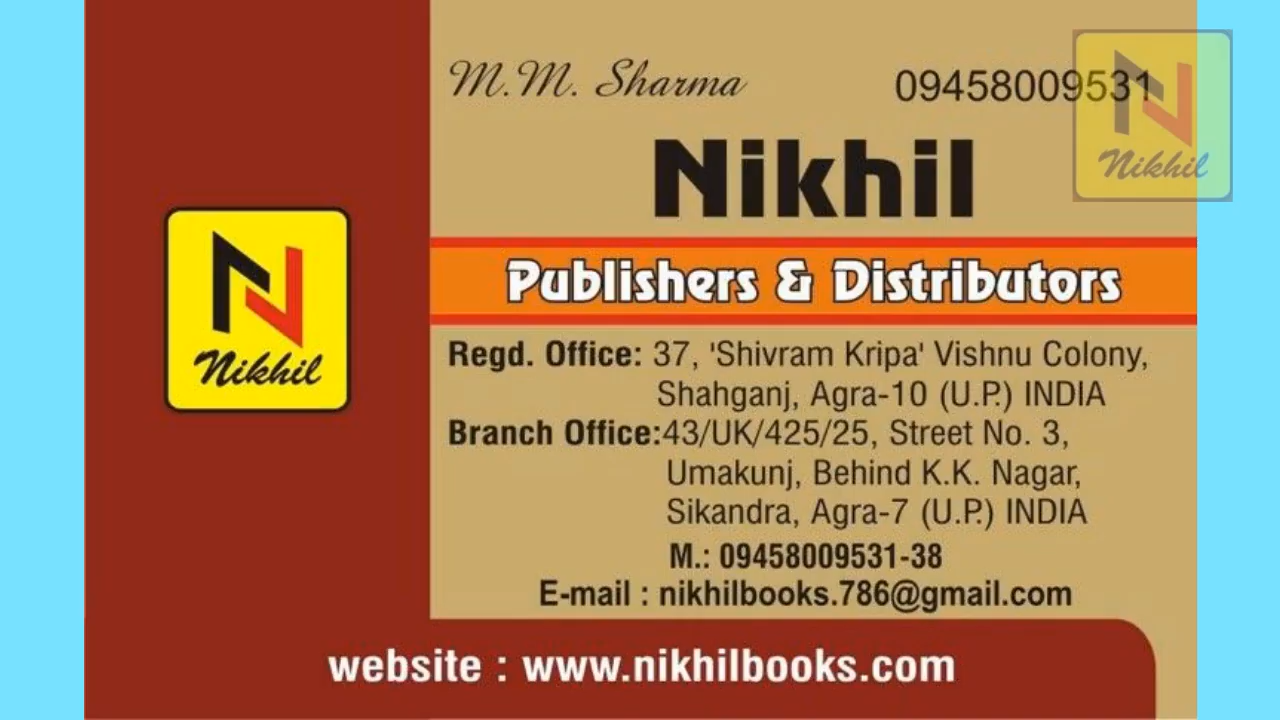 M.M. Sharma 09458009531
Nikhil
Nikhil
Publishers & Distributors
Nikhil
Regd. Office: 37, 'Shivram Kripa' Vishnu Colony,
Shahganj, Agra-10 (U.P.) INDIA
Branch Office:43/UK/425/25, Street No. 3,
Umakunj, Behind K.K. Nagar,
Sikandra, Agra-7 (U.P.) INDIA
M.: 09458009531-38
E-mail : nikhilbooks.786@gmail.com
website : www.nikhilbooks.com